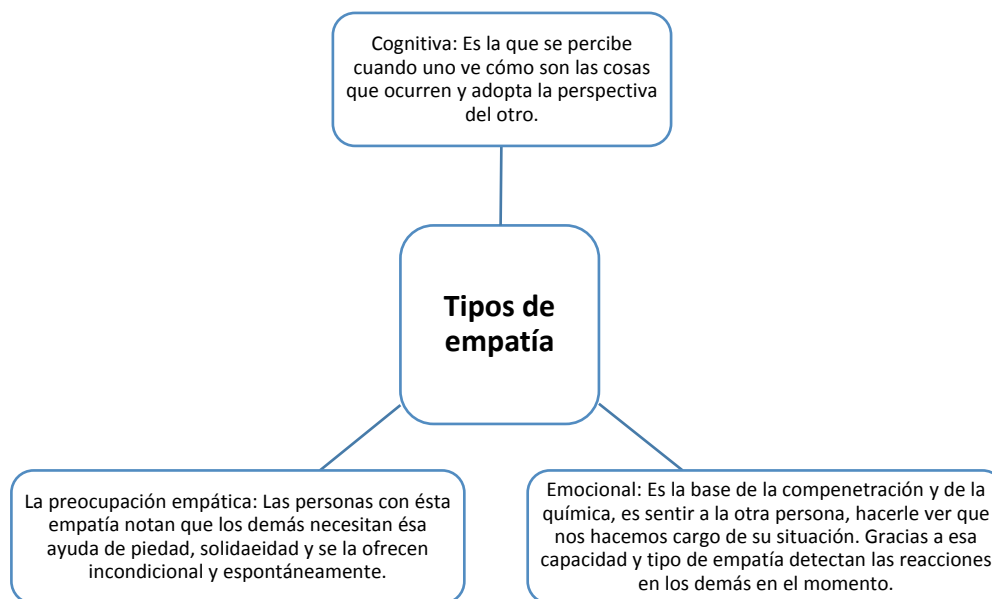 Cognitiva: Es la que se percibe
cuando uno ve cómo son las cosas
que ocurren y adopta la perspectiva
del otro.
Tipos de
empatía
La preocupación empática: Las personas con ésta
empatía notan que los demás necesitan ésa
ayuda de piedad, solidaeidad y se la ofrecen
incondicional y espontáneamente.
Emocional: Es la base de la compenetración y de la
química, es sentir a la otra persona, hacerle ver que
nos hacemos cargo de su situación. Gracias a esa
capacidad y tipo de empatía detectan las reacciones
en los demás en el momento.